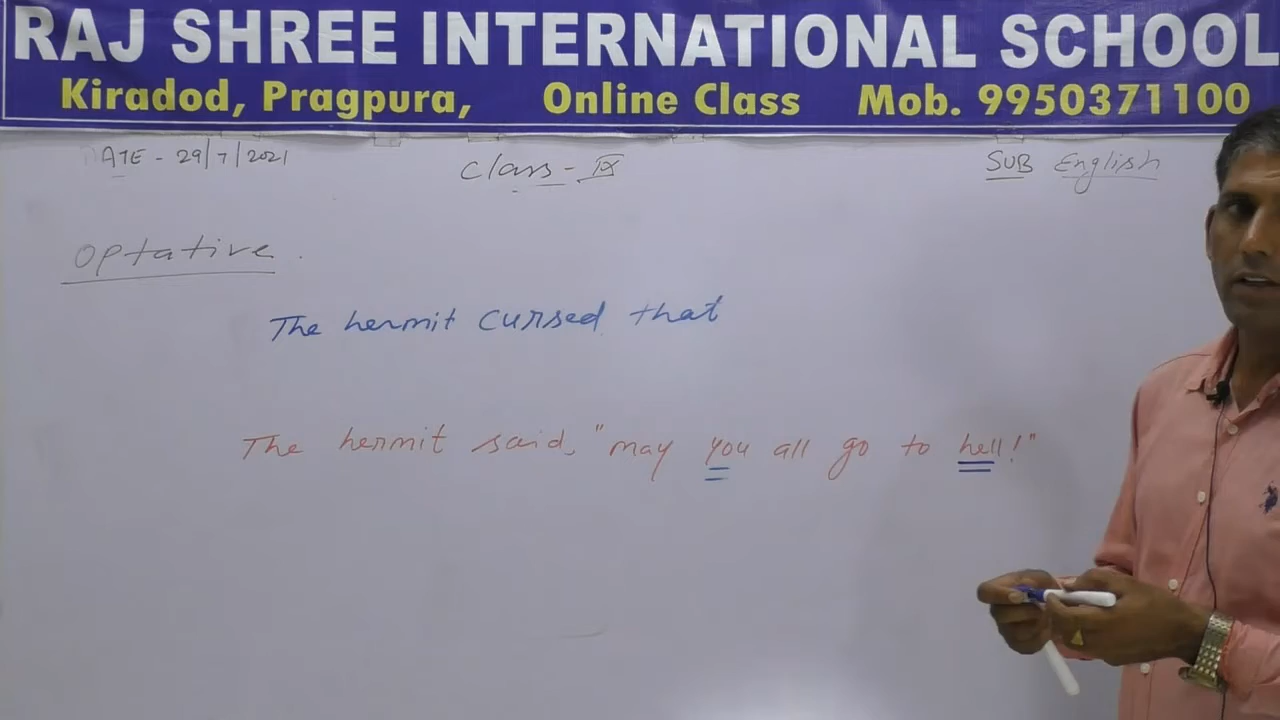 RAJ SHREE INTERNATIONAL SCHOOL
Kiradod, Pragpura, Online Class Mob. 9950371100
DATE - 29/7/2021 Class - IX SUB English
Optative.
The hermit cursed that
The hermit said, "may you all go to hell!"